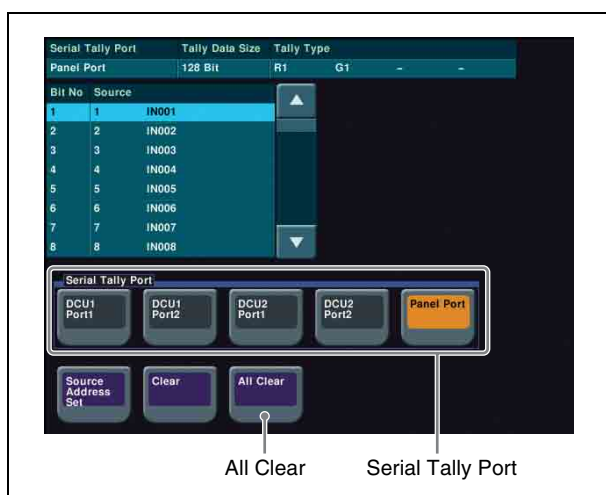 Serial Tally Port Tally Data Size Tally Type
Panel Port 128 Bit R1 G1 - -
Bit No Source
1 1 IN001
2 2 IN002
3 3 IN003
4 4 IN004
5 5 IN005
6 6 IN006
7 7 IN007
8 8 IN008
Serial Tally Port
DCU1 Port1
DCU1 Port2
DCU2 Port1
DCU2 Port2
Panel Port
Source Address Set
Clear
All Clear
All Clear Serial Tally Port